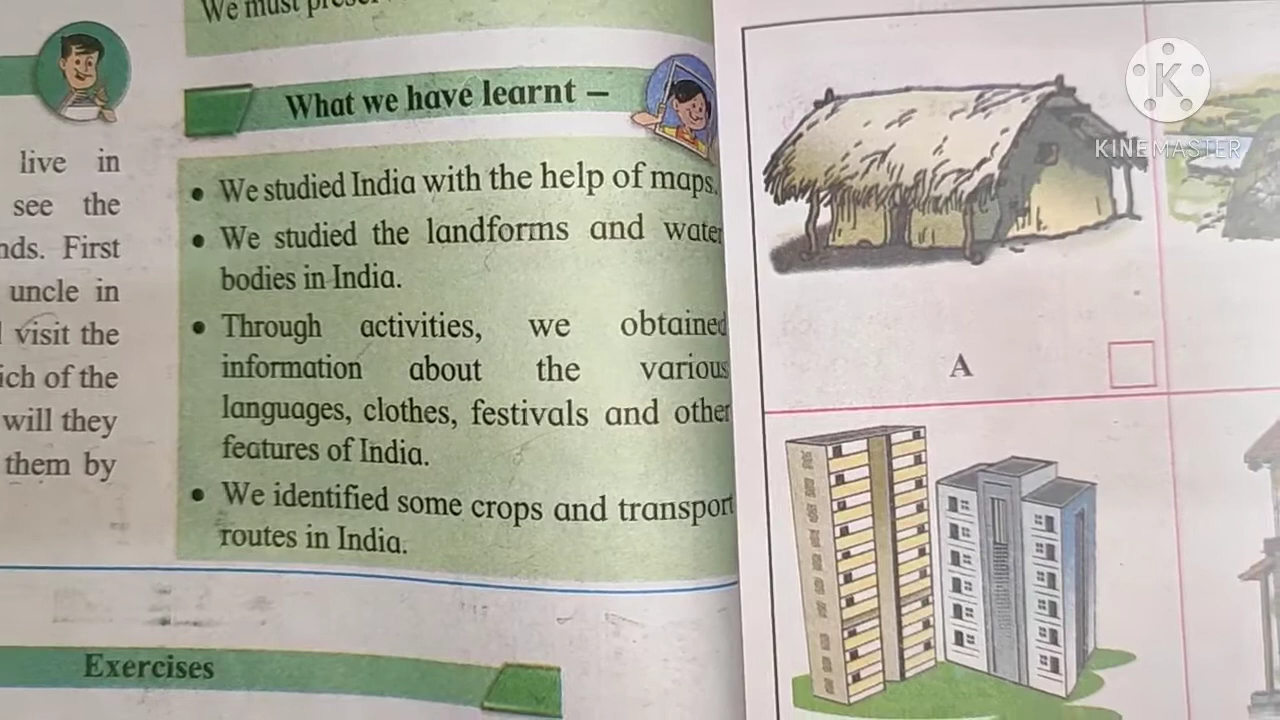 We must
live in
see the
First
uncle in
visit the
of the
will they
them by
What we have learnt –
• We studied India with the help of maps.
• We studied the landforms and water
bodies in India.
• Through activities, we obtained
information about the various
languages, clothes, festivals and other
features of India.
• We identified some crops and transport
routes in India.
Exercises
A
K
KINEMASTER